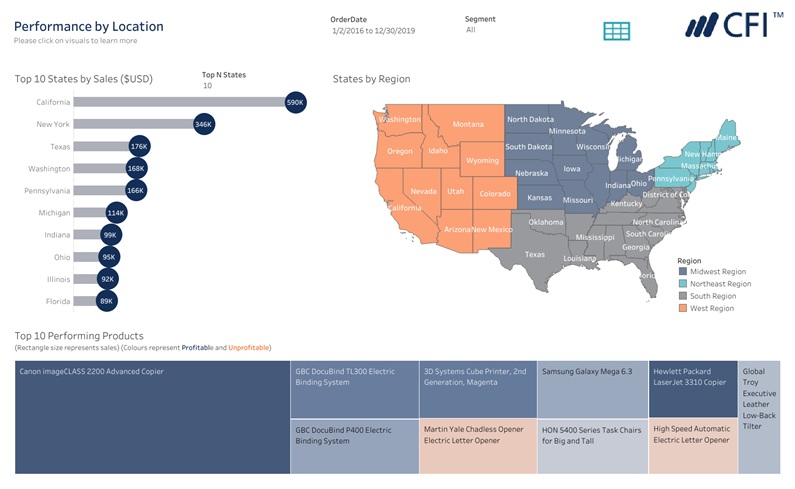 Performance by Location
Please click on visuals to learn more
OrderDate
1/2/2016 to 12/30/2019
Segment
All
CFI™
Top 10 States by Sales ($USD)
Top N States
10
California 590K
New York 346K
Texas 176K
Washington 168K
Pennsylvania 166K
Michigan 114K
Indiana 99K
Ohio 95K
Illinois 92K
Florida 89K
States by Region
Washington
Montana
North Dakota
Minnesota
Maine
Oregon
Idaho
South Dakota
Wisconsin
Michigan
New Ham
Massachu
Wyoming
Nebraska
Iowa
Pennsylvania
Nevada
Utah
Colorado
Kansas
Missouri
Indiana
Ohio
District of Col
California
Kentucky
Arizona
New Mexico
Oklahoma
North Carolina
Mississippi
South Carolin
Texas
Louisiana
Georgia
lorid
Region
Midwest Region
Northeast Region
South Region
West Region
Top 10 Performing Products
(Rectangle size represents sales) (Colours represent Profitable and Unprofitable)
Canon imageCLASS 2200 Advanced Copier
GBC DocuBind TL300 Electric
Binding System
GBC DocuBind P400 Electric
Binding System
3D Systems Cube Printer, 2nd
Generation, Magenta
Martin Yale Chadless Opener
Electric Letter Opener
Samsung Galaxy Mega 6.3
HON 5400 Series Task Chairs
for Big and Tall
Hewlett Packard
LaserJet 3310 Copier
High Speed Automatic
Electric Letter Opener
Global
Troy
Executive
Leather
Low-Back
Tilter